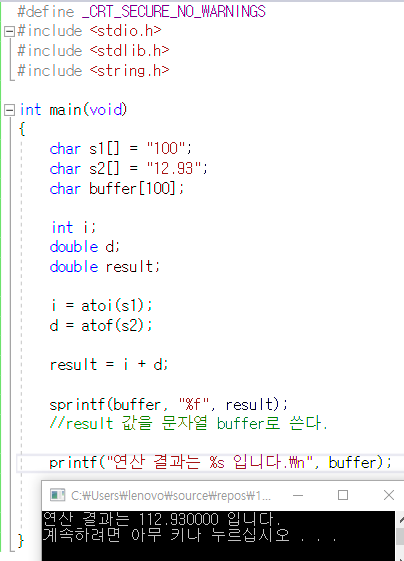 #define _CRT_SECURE_NO_WARNINGS
#include <stdio.h>
#include <stdlib.h>
#include <string.h>
int main(void)
{
char s1[] = "100";
char s2[] = "12.93";
char buffer[100];
int i;
double d;
double result;
i = atoi(s1);
d = atof(s2);
result = i + d;
sprintf(buffer, "%f", result);
//result 값을 문자열 buffer로 쓴다.
printf("연산 결과는 %s 입니다.₩n", buffer);
C:₩Users₩lenovo₩source₩repos₩1...
연산 결과는 112.930000 입니다.
계속하려면 아무 키나 누르십시오 . . .
}